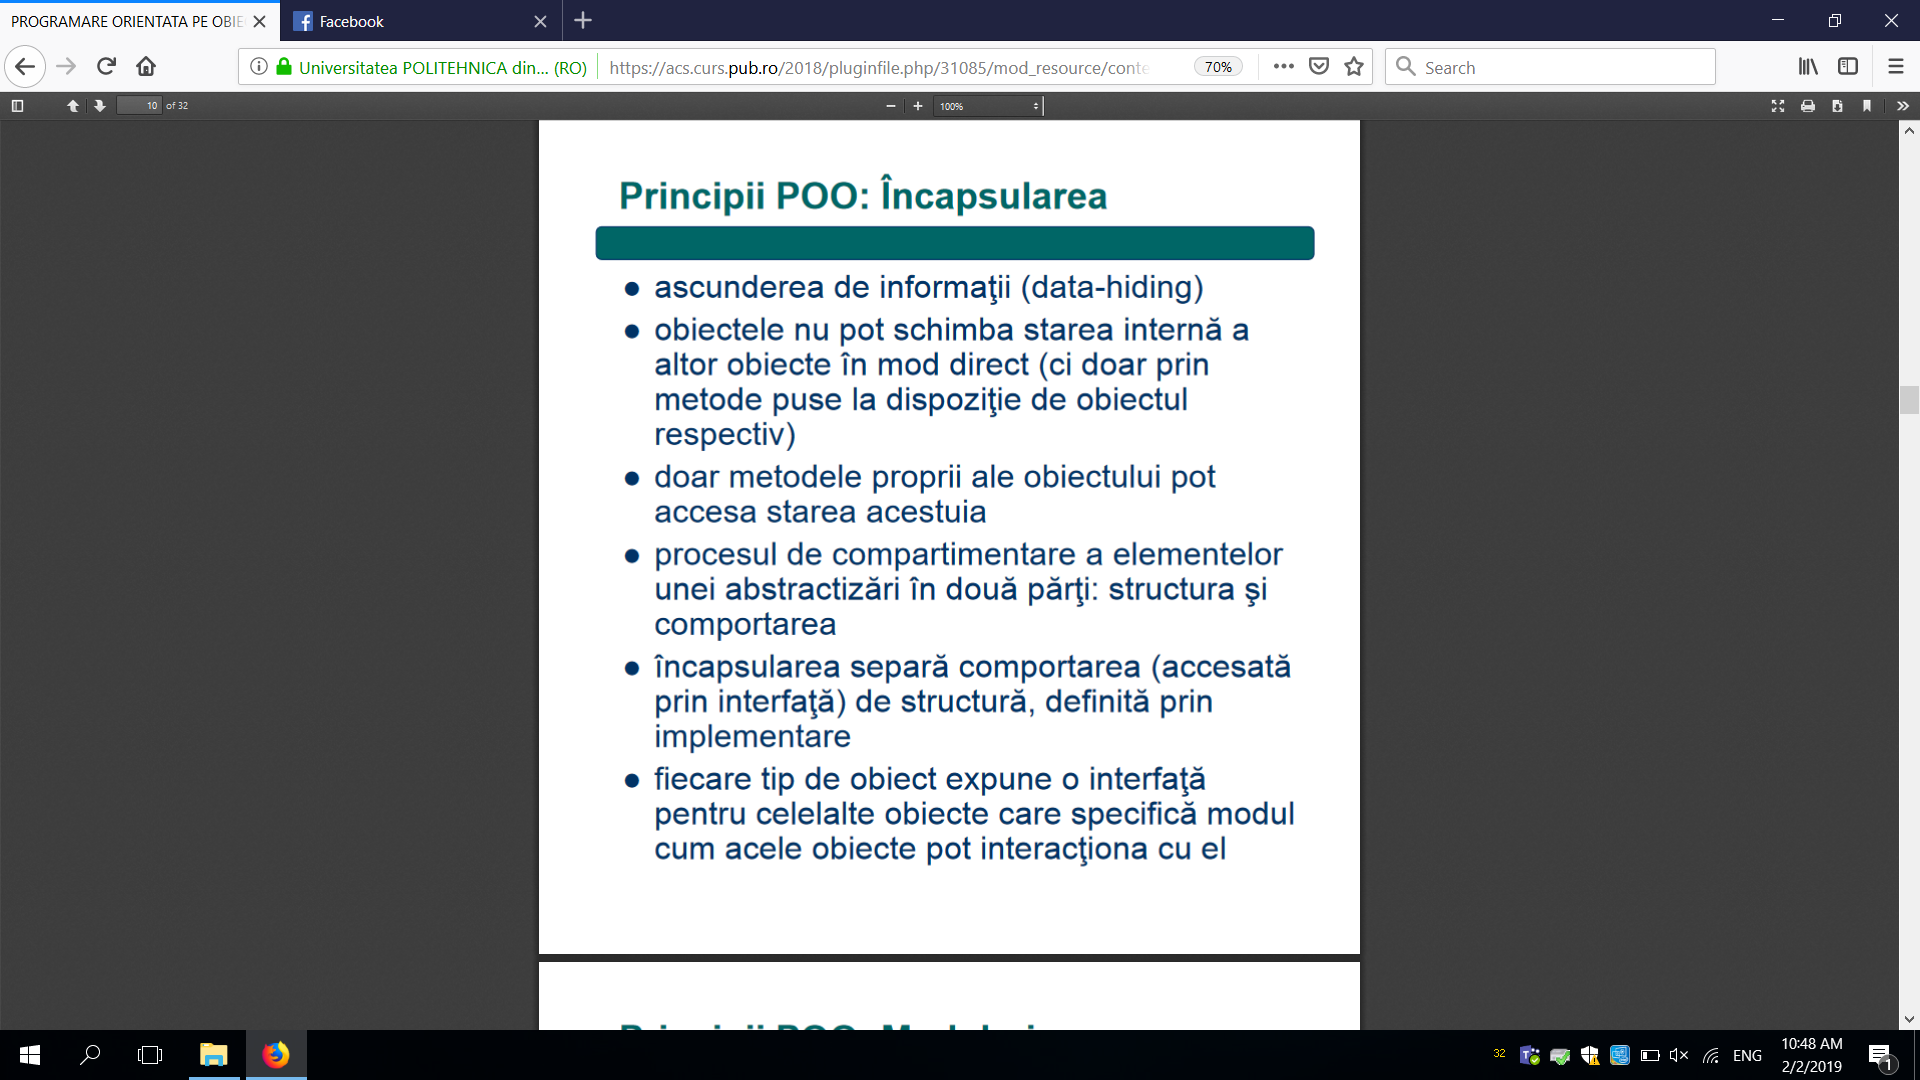 PROGRAMARE ORIENTATA PE OBIE
Facebook
Universitatea POLITEHNICA din... (RO)
https://acs.curs.pub.ro/2018/pluginfile.php/31085/mod_resource/conte
70%
Search
10 of 32
100%
Principii POO: Încapsularea
● ascunderea de informaţii (data-hiding)
● obiectele nu pot schimba starea internă a
altor obiecte în mod direct (ci doar prin
metode puse la dispoziţie de obiectul
respectiv)
● doar metodele proprii ale obiectului pot
accesa starea acestuia
● procesul de compartimentare a elementelor
unei abstractizări în două părţi: structura şi
comportarea
● încapsularea separă comportarea (accesată
prin interfaţă) de structură, definită prin
implementare
● fiecare tip de obiect expune o interfaţă
pentru celelalte obiecte care specifică modul
cum acele obiecte pot interacţiona cu el
32
ENG
10:48 AM
2/2/2019
1